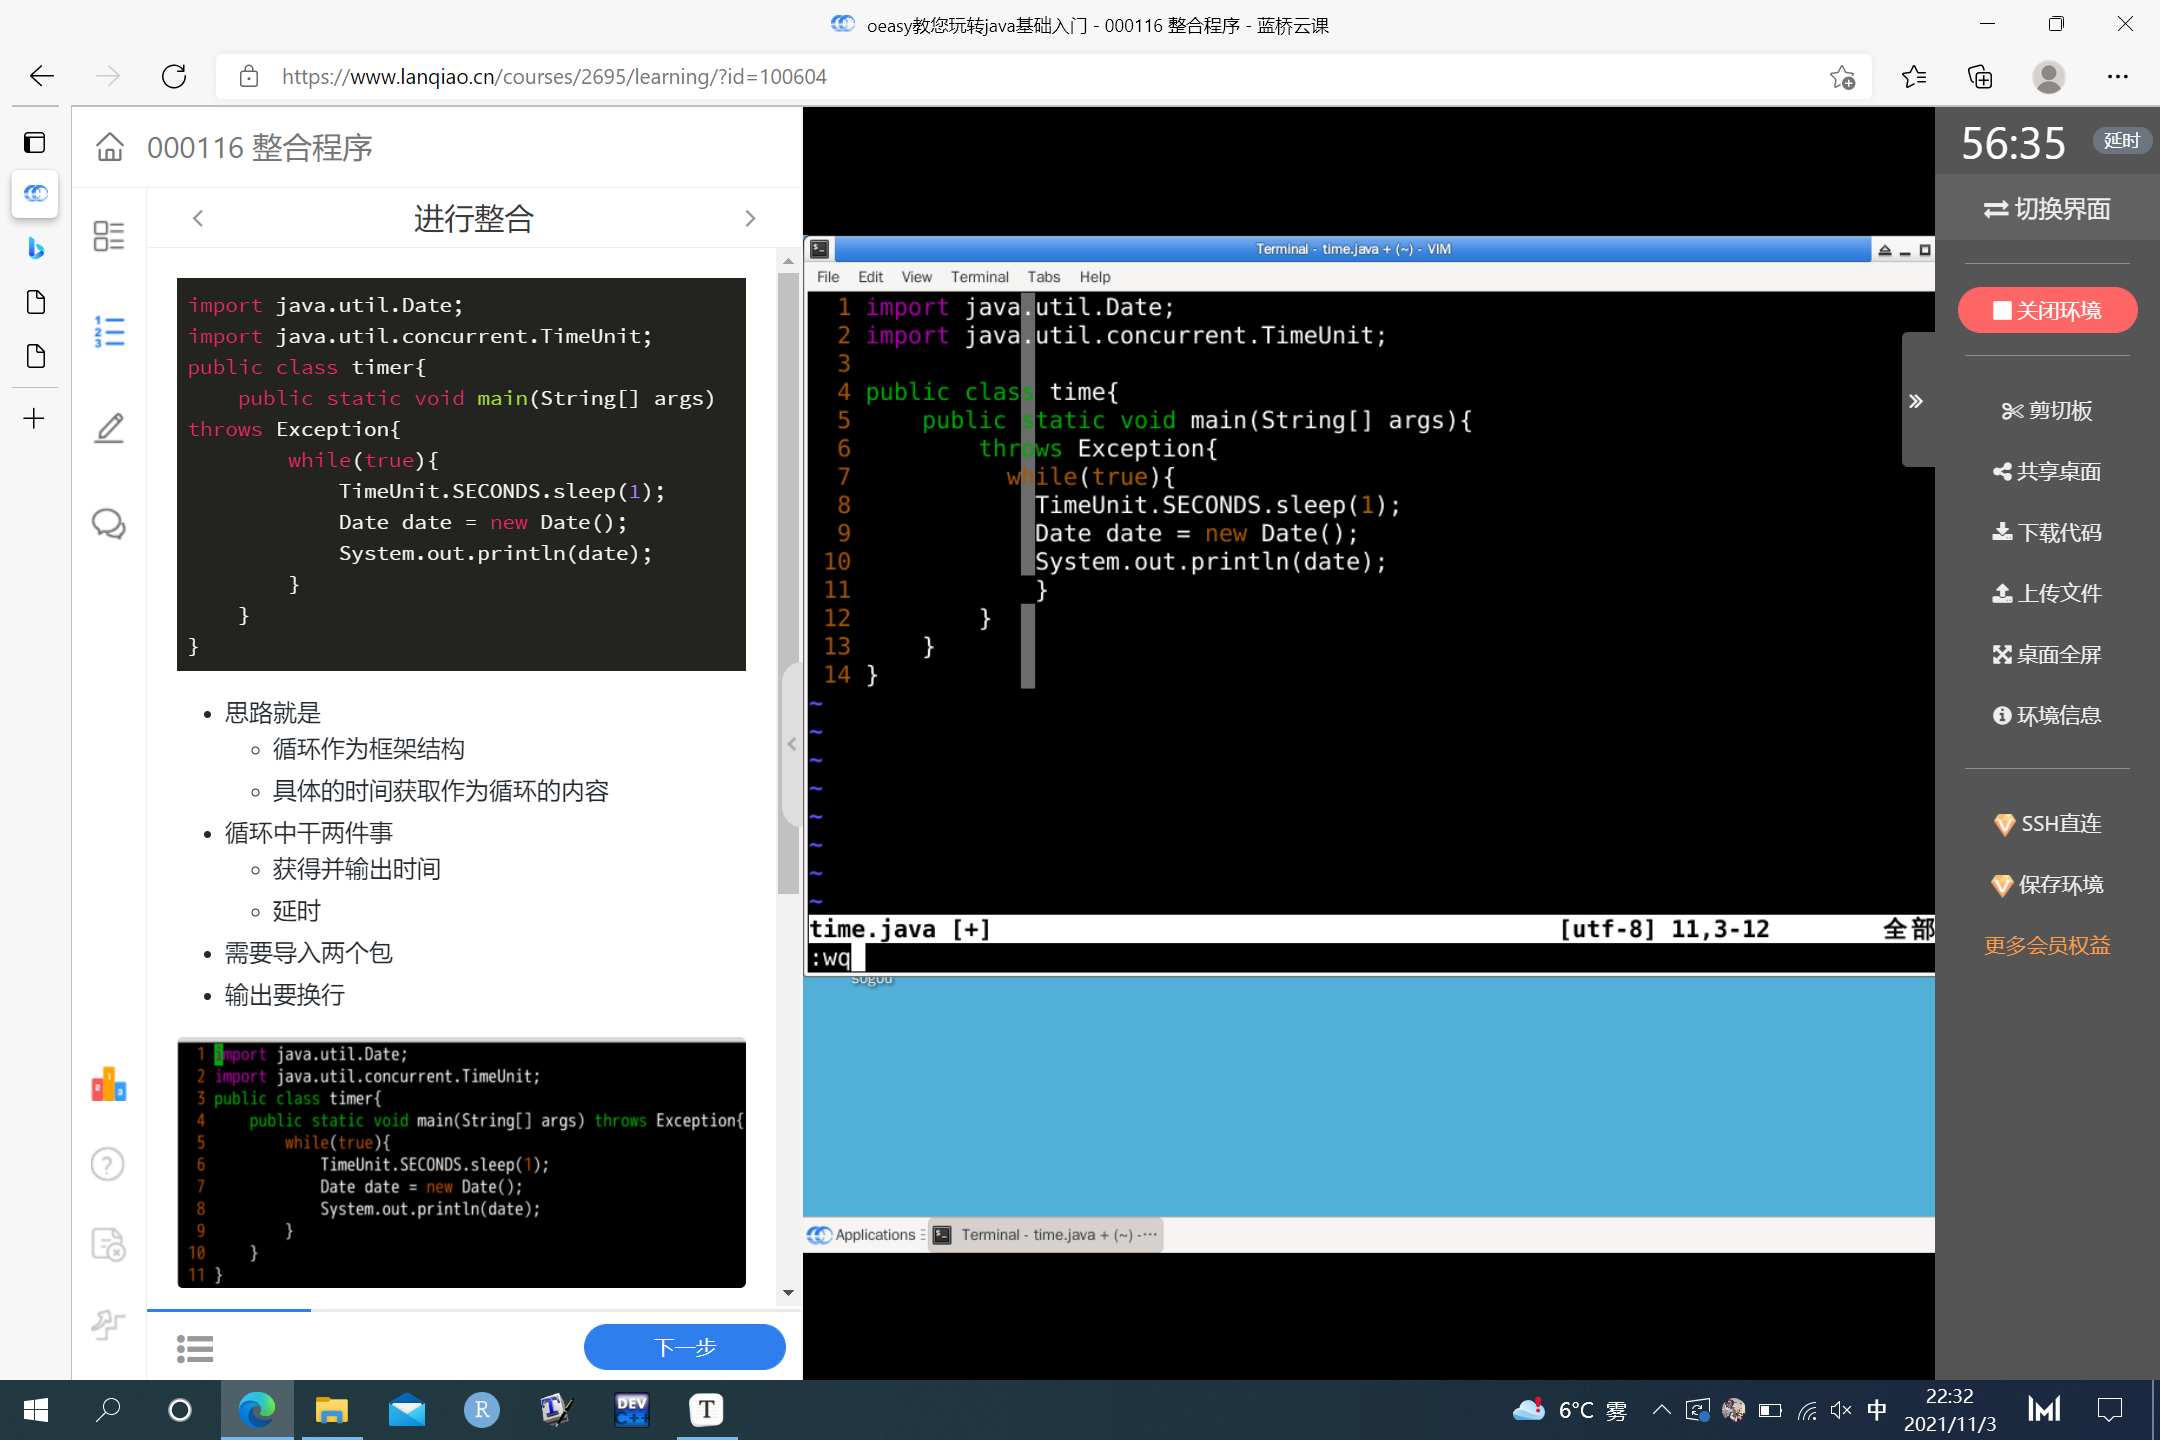 oeasy教您玩转java基础入门 - 000116 整合程序 - 蓝桥云课
https://www.lanqiao.cn/courses/2695/learning/?id=100604
000116 整合程序
进行整合
import java.util.Date;
import java.util.concurrent.TimeUnit;
public class timer{
public static void main(String[] args)
throws Exception{
while(true){
TimeUnit.SECONDS.sleep(1);
Date date = new Date();
System.out.println(date);
}
}
}
思路就是
循环作为框架结构
具体的时间获取作为循环的内容
循环中干两件事
获得并输出时间
延时
需要导入两个包
输出要换行
1 import java.util.Date;
2 import java.util.concurrent.TimeUnit;
3 public class timer{
4 public static void main(String[] args) throws Exception{
5 while(true){
6 TimeUnit.SECONDS.sleep(1);
7 Date date = new Date();
8 System.out.println(date);
9 }
10 }
11 }
下一步
Terminal - time.java + (~) - VIM
File Edit View Terminal Tabs Help
1 import java.util.Date;
2 import java.util.concurrent.TimeUnit;
3
4 public class time{
5 public static void main(String[] args){
6 throws Exception{
7 while(true){
8 TimeUnit.SECONDS.sleep(1);
9 Date date = new Date();
10 System.out.println(date);
11 }
12 }
13 }
14 }
~
~
~
~
~
~
~
~
time.java [+] [utf-8] 11,3-12 全部
:wq
sogou
Applications Terminal - time.java + (~) -…
56:35 延时
切换界面
关闭环境
剪切板
共享桌面
下载代码
上传文件
桌面全屏
环境信息
SSH直连
保存环境
更多会员权益
R
DEV C++
T
6°C 雾
中
22:32
2021/11/3